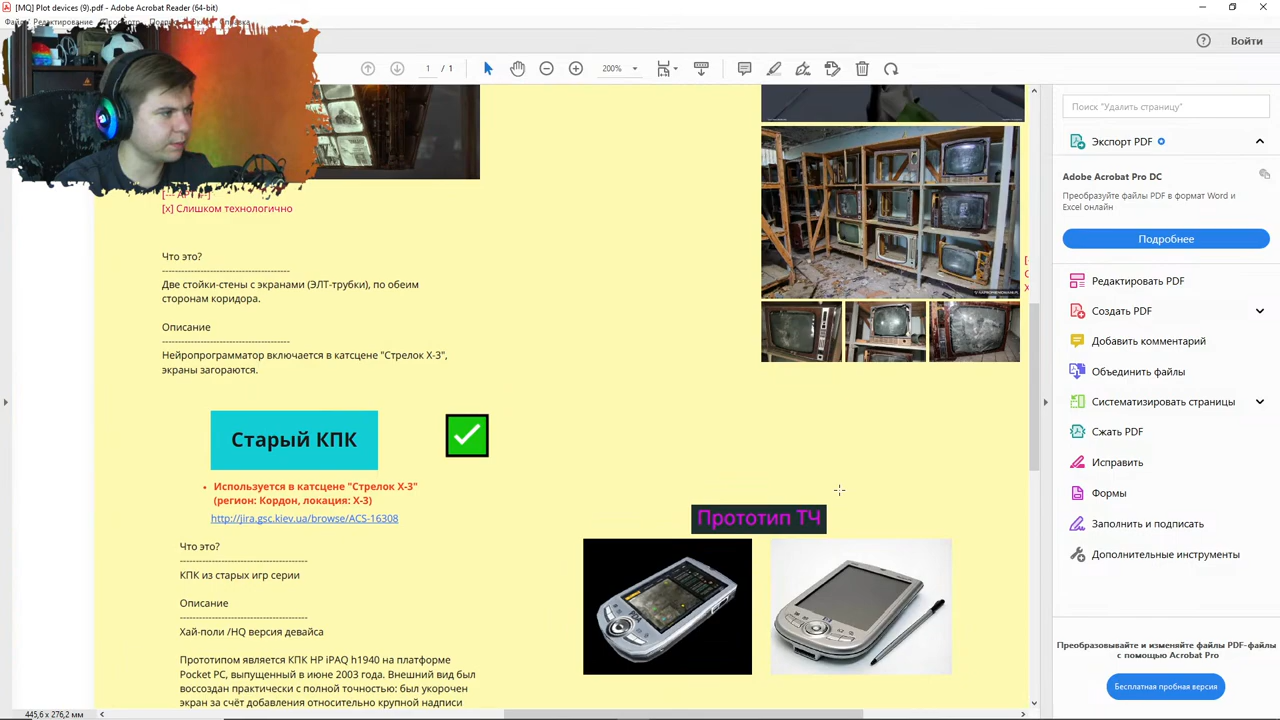 [MQ] Plot devices (9).pdf - Adobe Acrobat Reader (64-bit)
Файл Редактирование Просмотр
Справка
Войти
1 / 1
200%
Поиск "Удалить страницу"
Экспорт PDF
Adobe Acrobat Pro DC
Преобразуйте файлы PDF в формат Word и
Excel онлайн
Подробнее
Редактировать PDF
Создать PDF
Добавить комментарий
Объединить файлы
Систематизировать страницы
Сжать PDF
Исправить
Формы
Заполнить и подписать
Дополнительные инструменты
Преобразовывайте и изменяйте файлы PDF-файлы
с помощью Acrobat Pro
Бесплатная пробная версия
[x] Слишком технологично
Что это?
----------------------------------------
Две стойки-стены с экранами (ЭЛТ-трубки), по обеим
сторонам коридора.
Описание
----------------------------------------
Нейропрограматор включается в катсцене "Стрелок Х-3",
экраны загораются.
Старый КПК
• Используется в катсцене "Стрелок Х-3"
(регион: Кордон, локация: Х-3)
http://jira.gsc.kiev.ua/browse/ACS-16308
Что это?
----------------------------------------
КПК из старых игр серии
Описание
----------------------------------------
Хай-поли /HQ версия девайса
Прототипом является КПК HP iPAQ h1940 на платформе
Pocket PC, выпущенный в июне 2003 года. Внешний вид был
воссоздан практически с полной точностью: был укорочен
экран за счёт добавления относительно крупной надписи
Прототип ТЧ
445,6 x 276,2 мм